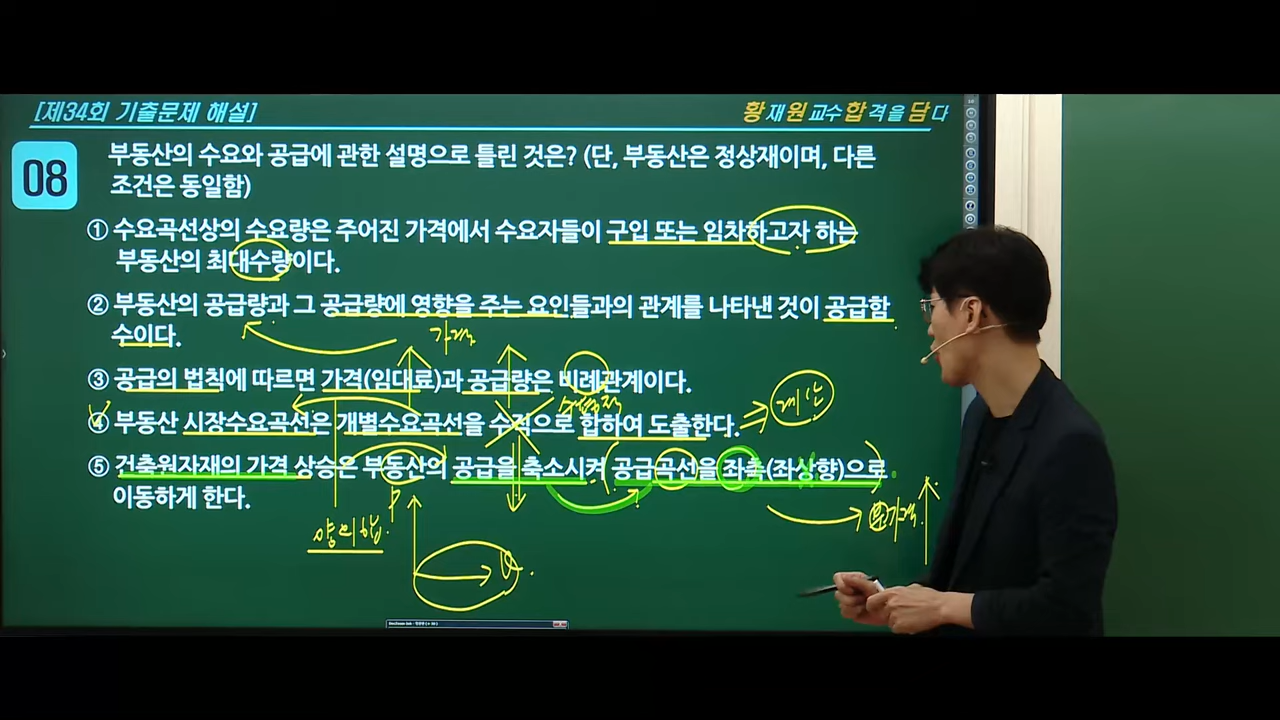 [제34회 기출문제 해설]
황재원 교수 합격을 담다
08
부동산의 수요와 공급에 관한 설명으로 틀린 것은? (단, 부동산은 정상재이며, 다른
조건은 동일함)
① 수요곡선상의 수요량은 주어진 가격에서 수요자들이 구입 또는 임차하고자 하는
부동산의 최대수량이다.
② 부동산의 공급량과 그 공급량에 영향을 주는 요인들과의 관계를 나타낸 것이 공급함
수이다.
가격
③ 공급의 법칙에 따르면 가격(임대료)과 공급량은 비례관계이다.
④ 부동산 시장수요곡선은 개별수요곡선을 수직으로 합하여 도출한다.
⑤ 건축원자재의 가격 상승은 부동산의 공급을 축소시켜 공급곡선을 좌측(좌상향)으로
이동하게 한다.
P
양의 합
Q